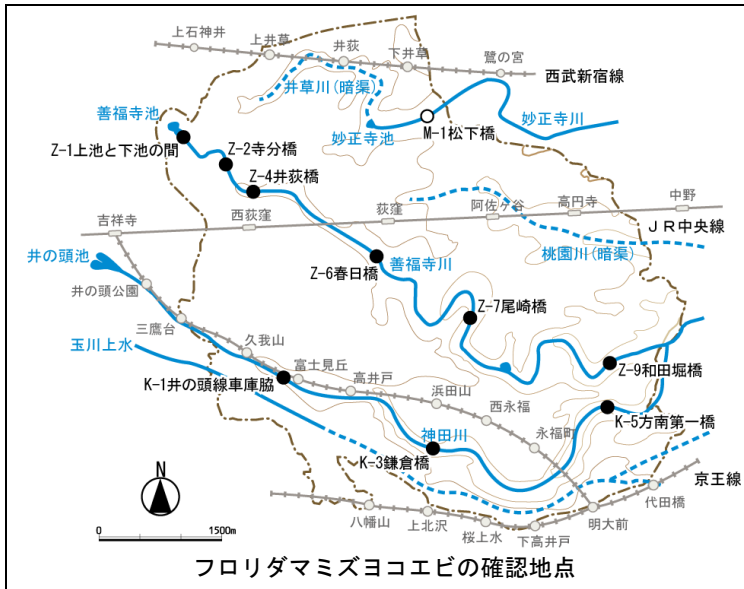 上石神井
上井草
井荻
下井草
鷺の宮
西武新宿線
井草川(暗渠)
善福寺池
妙正寺池
M-1松下橋
妙正寺川
Z-1上池と下池の間
Z-2寺分橋
Z-4井荻橋
吉祥寺
西荻窪
荻窪
阿佐ヶ谷
高円寺
中野
JR中央線
井の頭池
Z-6春日橋
善福寺川
桃園川(暗渠)
井の頭公園
Z-7尾崎橋
三鷹台
玉川上水
久我山
富士見丘
高井戸
Z-9和田堀橋
K-1井の頭線車庫脇
浜田山
西永福
K-5方南第一橋
神田川
永福町
K-3鎌倉橋
京王線
N
代田橋
0
1500m
八幡山
上北沢
桜上水
下高井戸
明大前
フロリダマミズヨコエビの確認地点